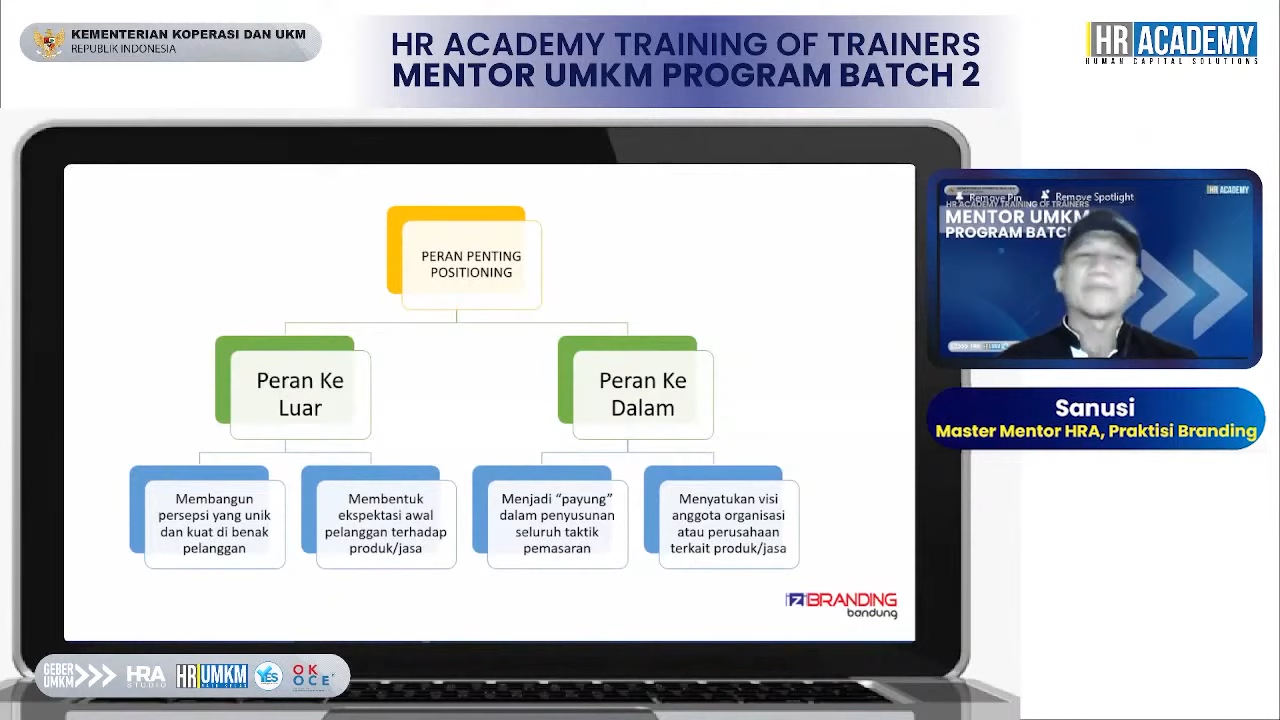 KEMENTERIAN KOPERASI DAN UKM
REPUBLIK INDONESIA
HR ACADEMY TRAINING OF TRAINERS
MENTOR UMKM PROGRAM BATCH 2
HR ACADEMY
HUMAN CAPITAL SOLUTIONS
PERAN PENTING
POSITIONING
Peran Ke
Luar
Peran Ke
Dalam
Membangun
persepsi yang unik
dan kuat di benak
pelanggan
Membentuk
ekspektasi awal
pelanggan terhadap
produk/jasa
Menjadi “payung”
dalam penyusunan
seluruh taktik
pemasaran
Menyatukan visi
anggota organisasi
atau perusahaan
terkait produk/jasa
iZiBRANDING
bandung
HR ACADEMY
Remove Pin
Remove Spotlight
HR ACADEMY TRAINING OF TRAINERS
MENTOR UMKM
PROGRAM BATC
Sanusi
Master Mentor HRA, Praktisi Branding
GEBER
UMKM
HRA
STUDIO
HR UMKM
YES
OK
OCE